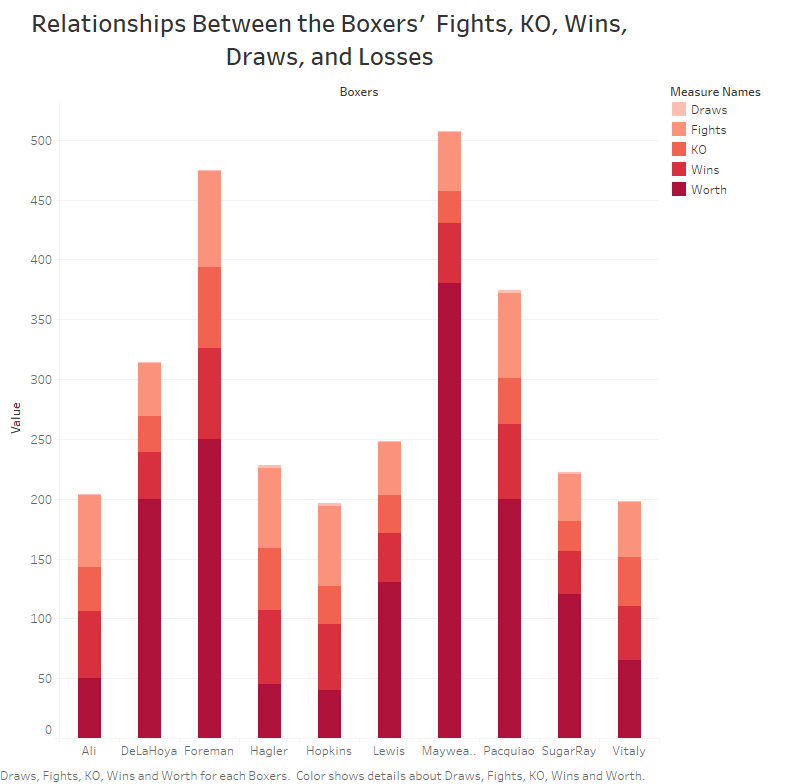 Relationships Between the Boxers’ Fights, KO, Wins,
Draws, and Losses
Boxers
Measure Names
Draws
Fights
KO
Wins
Worth
500
450
400
350
300
250
200
150
100
50
0
Value
Ali DeLaHoya Foreman Hagler Hopkins Lewis Maywea.. Pacquiao SugarRay Vitaly
Draws, Fights, KO, Wins and Worth for each Boxers. Color shows details about Draws, Fights, KO, Wins and Worth.